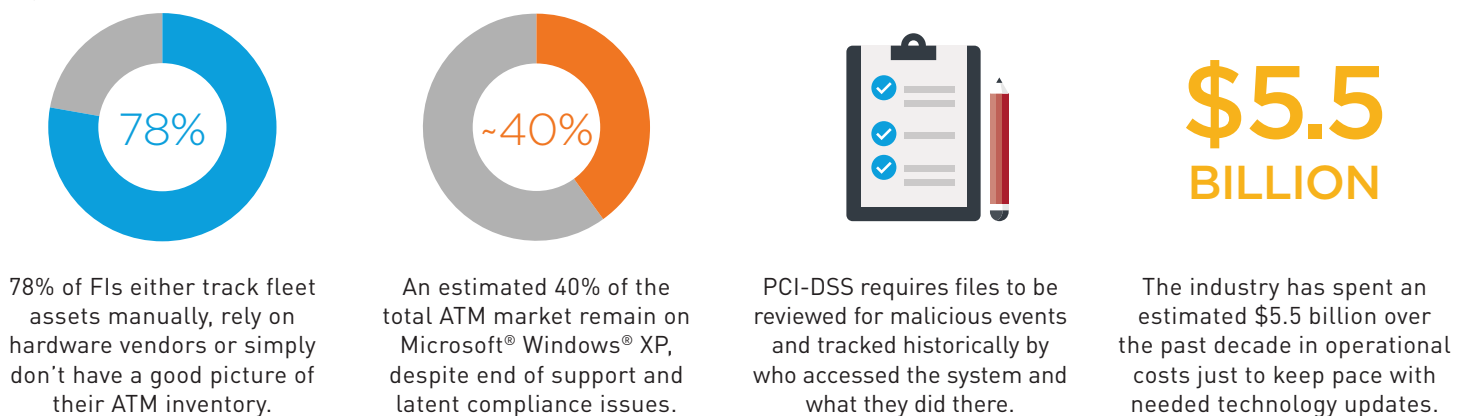 78%
~40%
$5.5
BILLION
78% of FIs either track fleet
assets manually, rely on
hardware vendors or simply
don't have a good picture of
their ATM inventory.
An estimated 40% of the
total ATM market remain on
Microsoft® Windows® XP,
despite end of support and
latent compliance issues.
PCI-DSS requires files to be
reviewed for malicious events
and tracked historically by
who accessed the system and
what they did there.
The industry has spent an
estimated $5.5 billion over
the past decade in operational
costs just to keep pace with
needed technology updates.